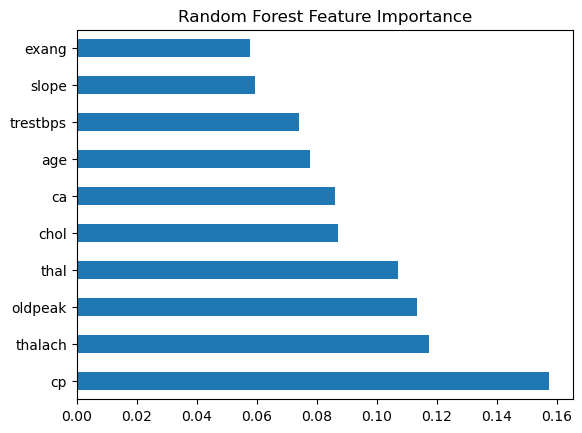 Random Forest Feature Importance
exang
slope
trestbps
age
ca
chol
thal
oldpeak
thalach
cp
0.00 0.02 0.04 0.06 0.08 0.10 0.12 0.14 0.16